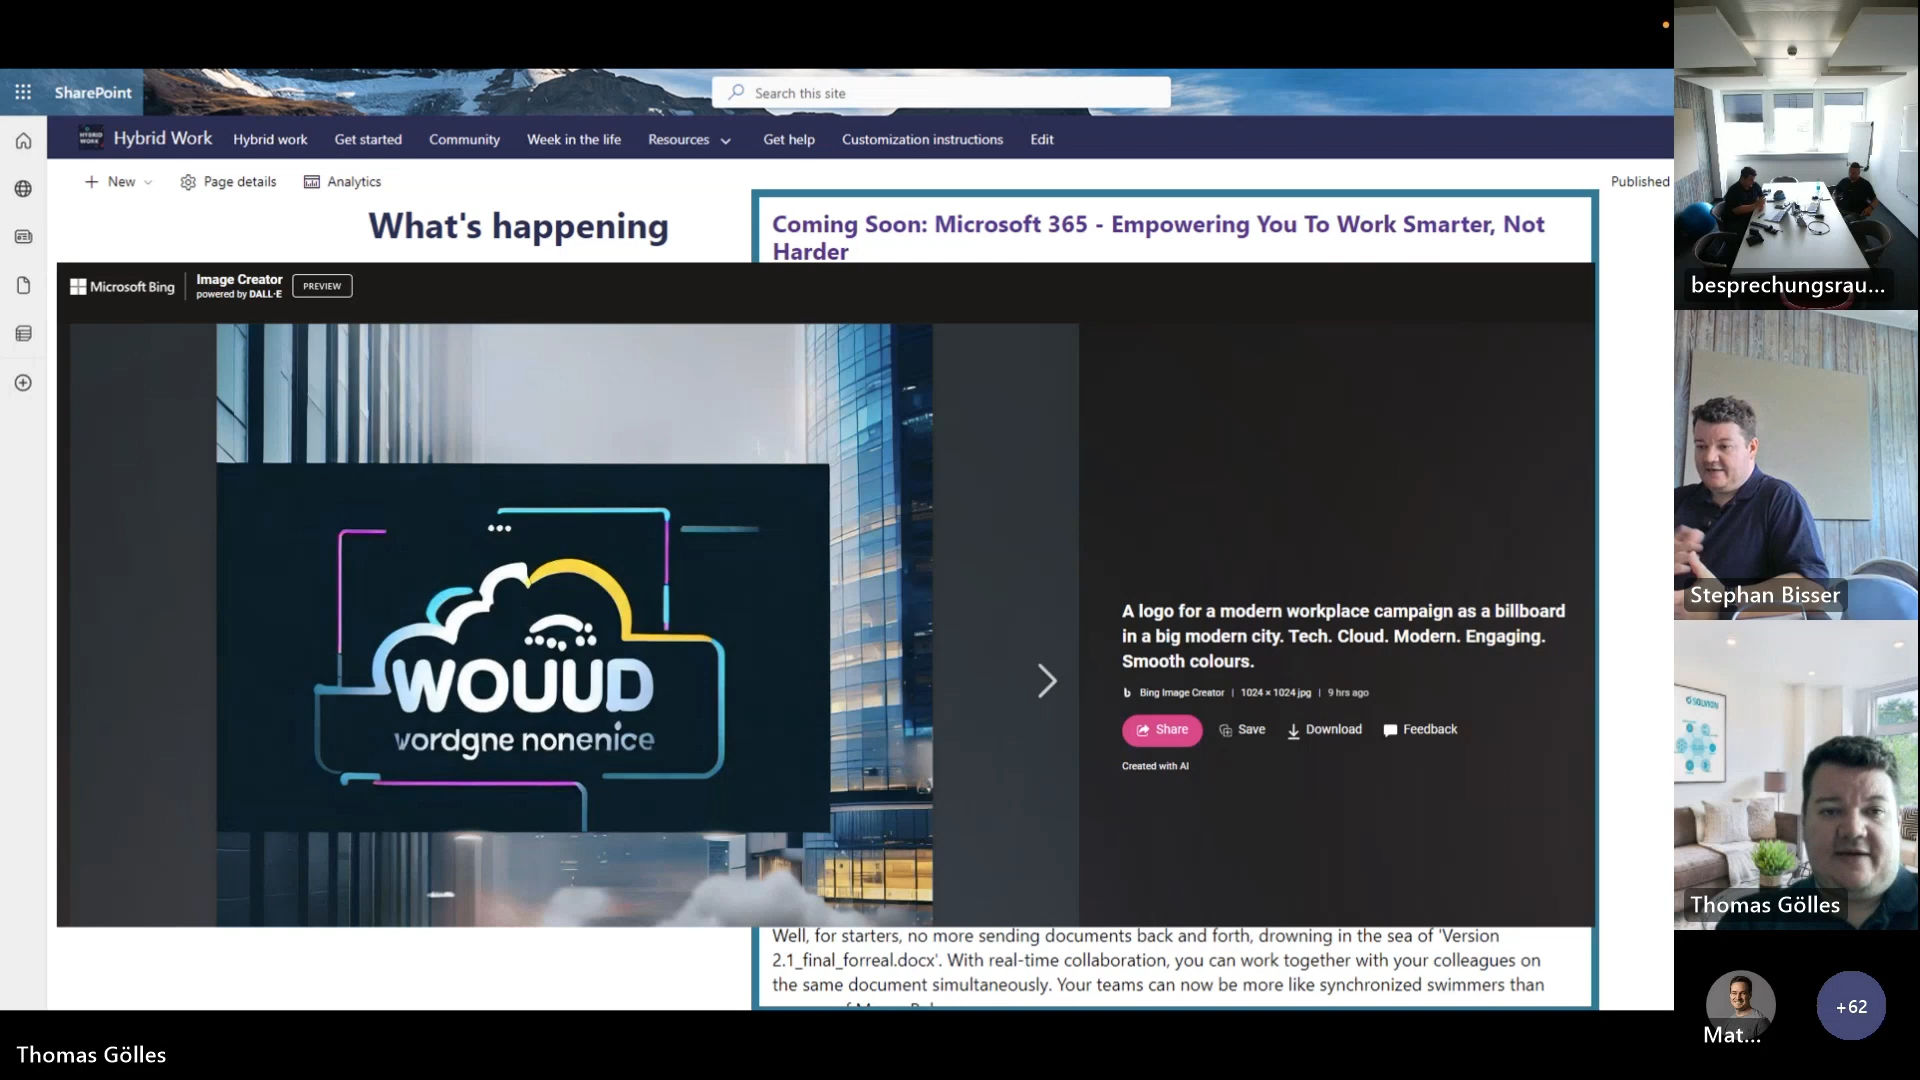 SharePoint
Search this site
HYBRID WORK
Hybrid Work
Hybrid work
Get started
Community
Week in the life
Resources
Get help
Customization instructions
Edit
New
Page details
Analytics
Published
What's happening
Coming Soon: Microsoft 365 - Empowering You To Work Smarter, Not
Harder
Microsoft Bing
Image Creator
powered by DALL·E
PREVIEW
WOUUD
vordgne nonenice
A logo for a modern workplace campaign as a billboard
in a big modern city. Tech. Cloud. Modern. Engaging.
Smooth colours.
Bing Image Creator | 1024 × 1024 jpg | 9 hrs ago
Share
Save
Download
Feedback
Created with AI
Well, for starters, no more sending documents back and forth, drowning in the sea of 'Version
2.1_final_forreal.docx'. With real-time collaboration, you can work together with your colleagues on
the same document simultaneously. Your teams can now be more like synchronized swimmers than
besprechungsrau...
Stephan Bisser
SOLVION
Thomas Gölles
Mat...
+62
Thomas Gölles